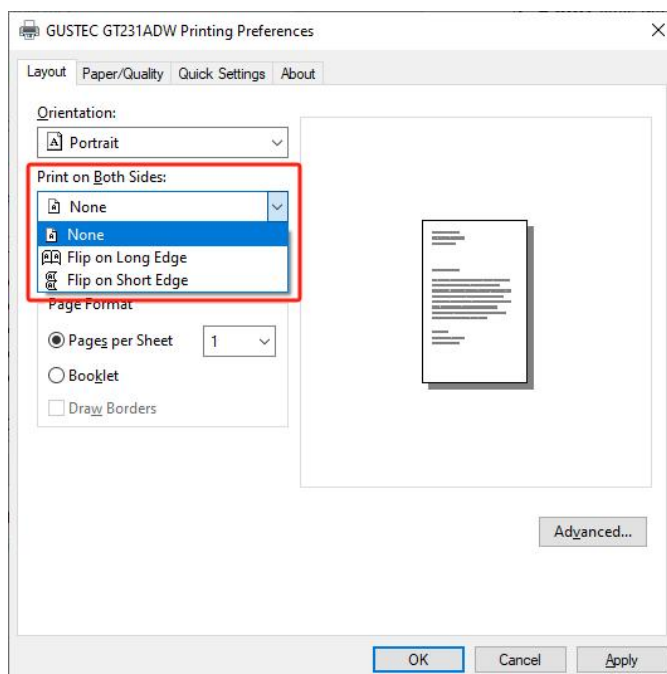 GUSTEC GT231ADW Printing Preferences
Layout Paper/Quality Quick Settings About
Orientation:
Portrait
Print on Both Sides:
None
None
Flip on Long Edge
Flip on Short Edge
Page Format
Pages per Sheet 1
Booklet
Draw Borders
Advanced...
OK Cancel Apply